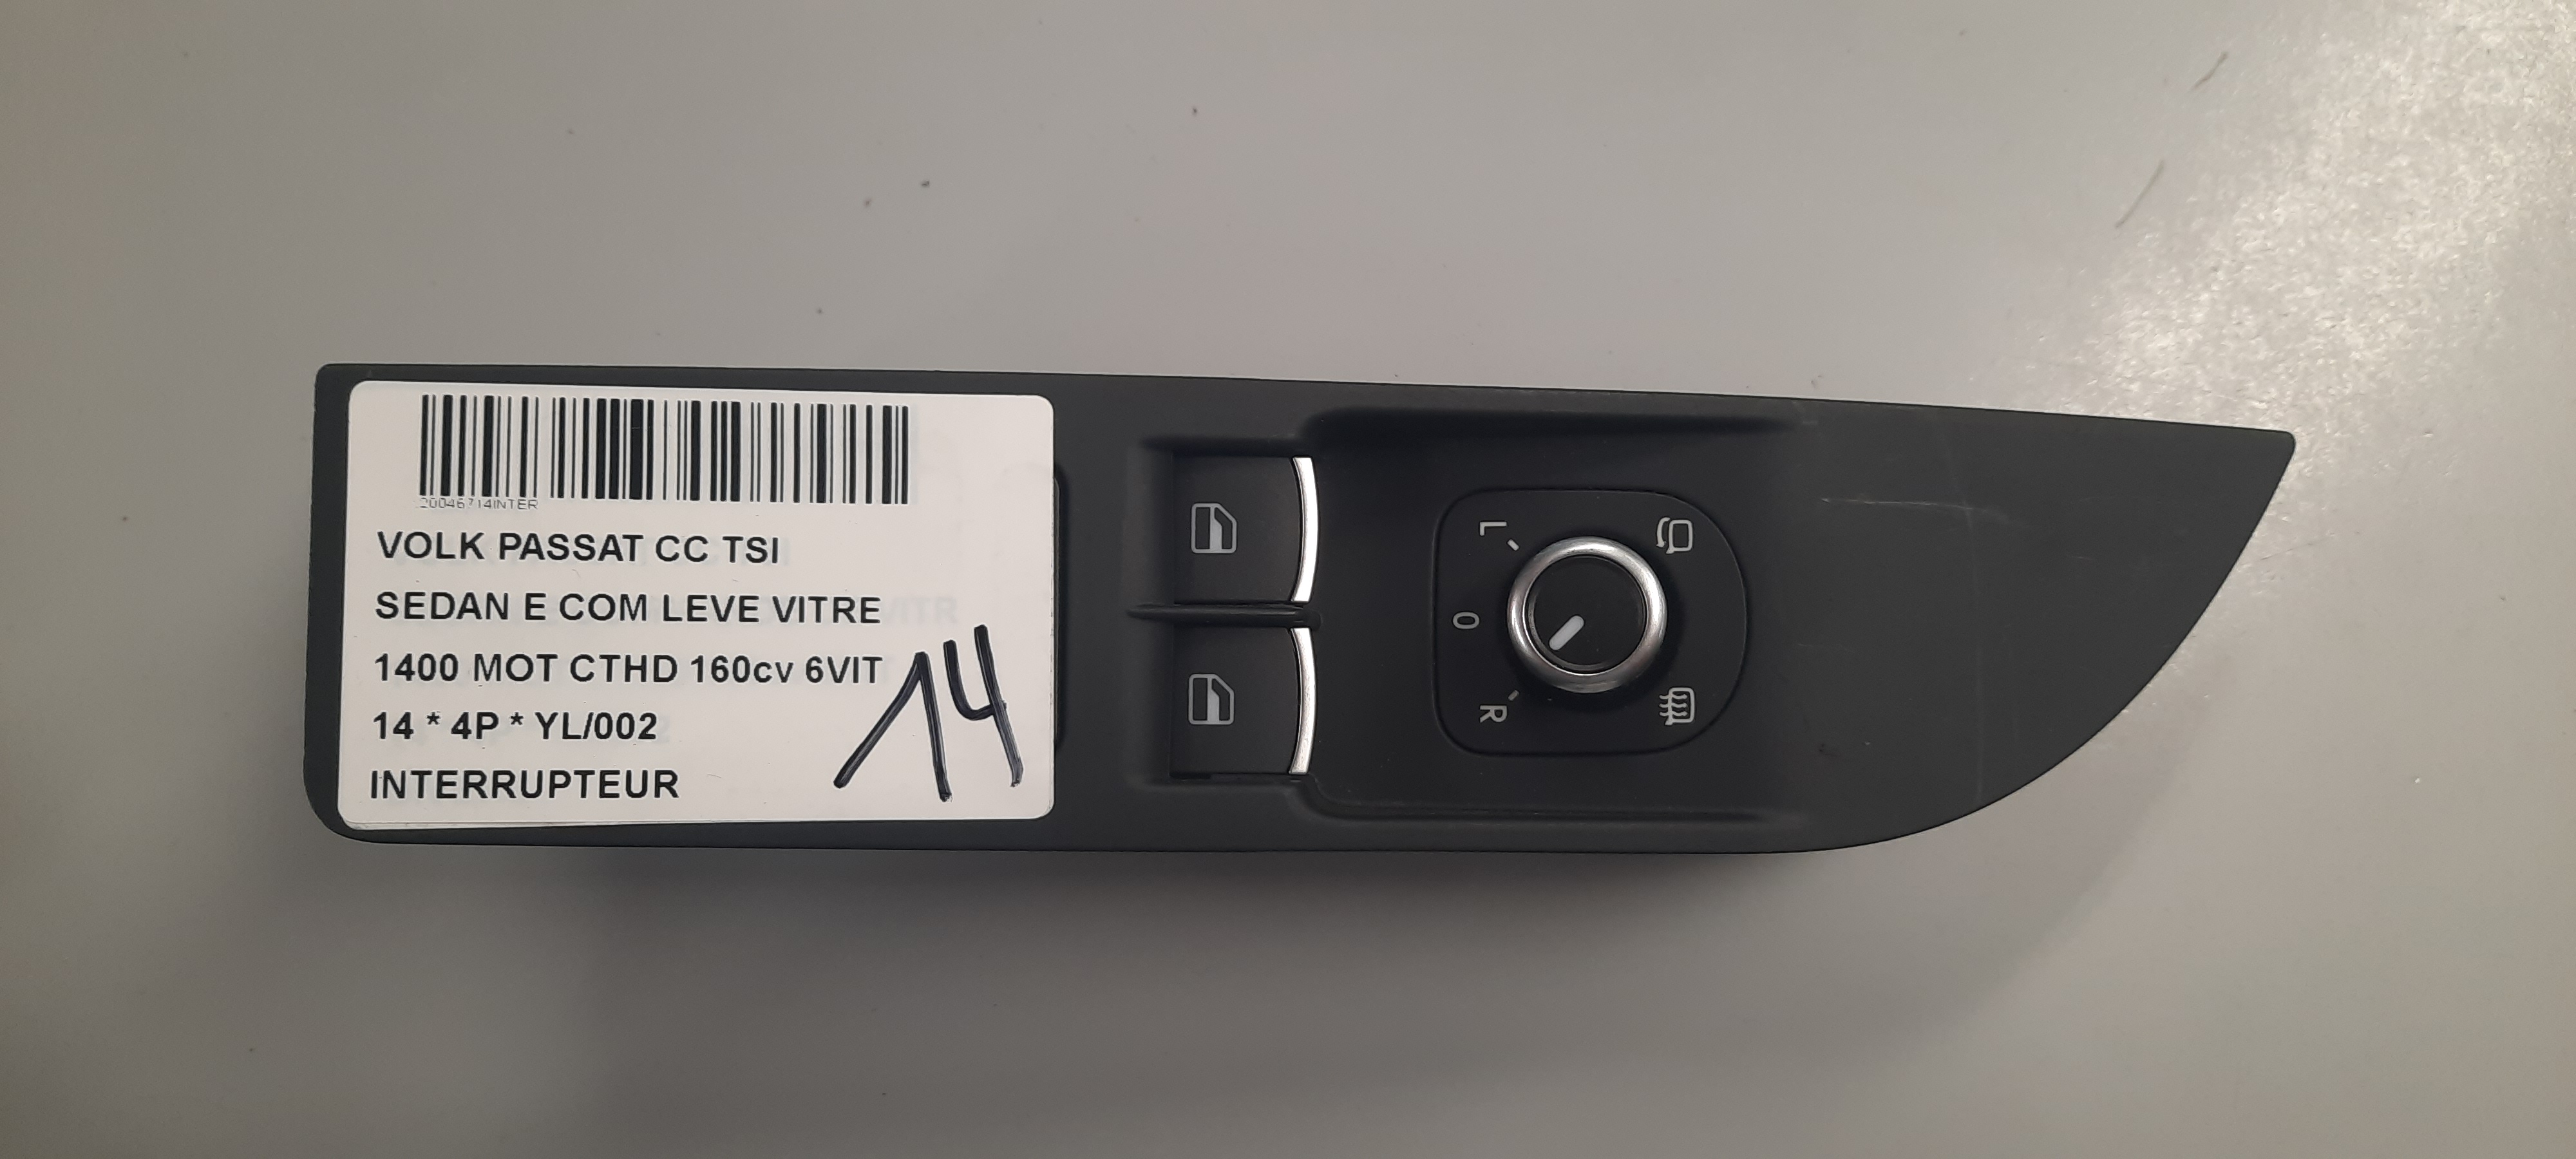 20046714INTER
VOLK PASSAT CC TSI
SEDAN E COM LEVE VITRE
1400 MOT CTHD 160cv 6VIT
14 * 4P * YL/002
INTERRUPTEUR
14
L
0
R